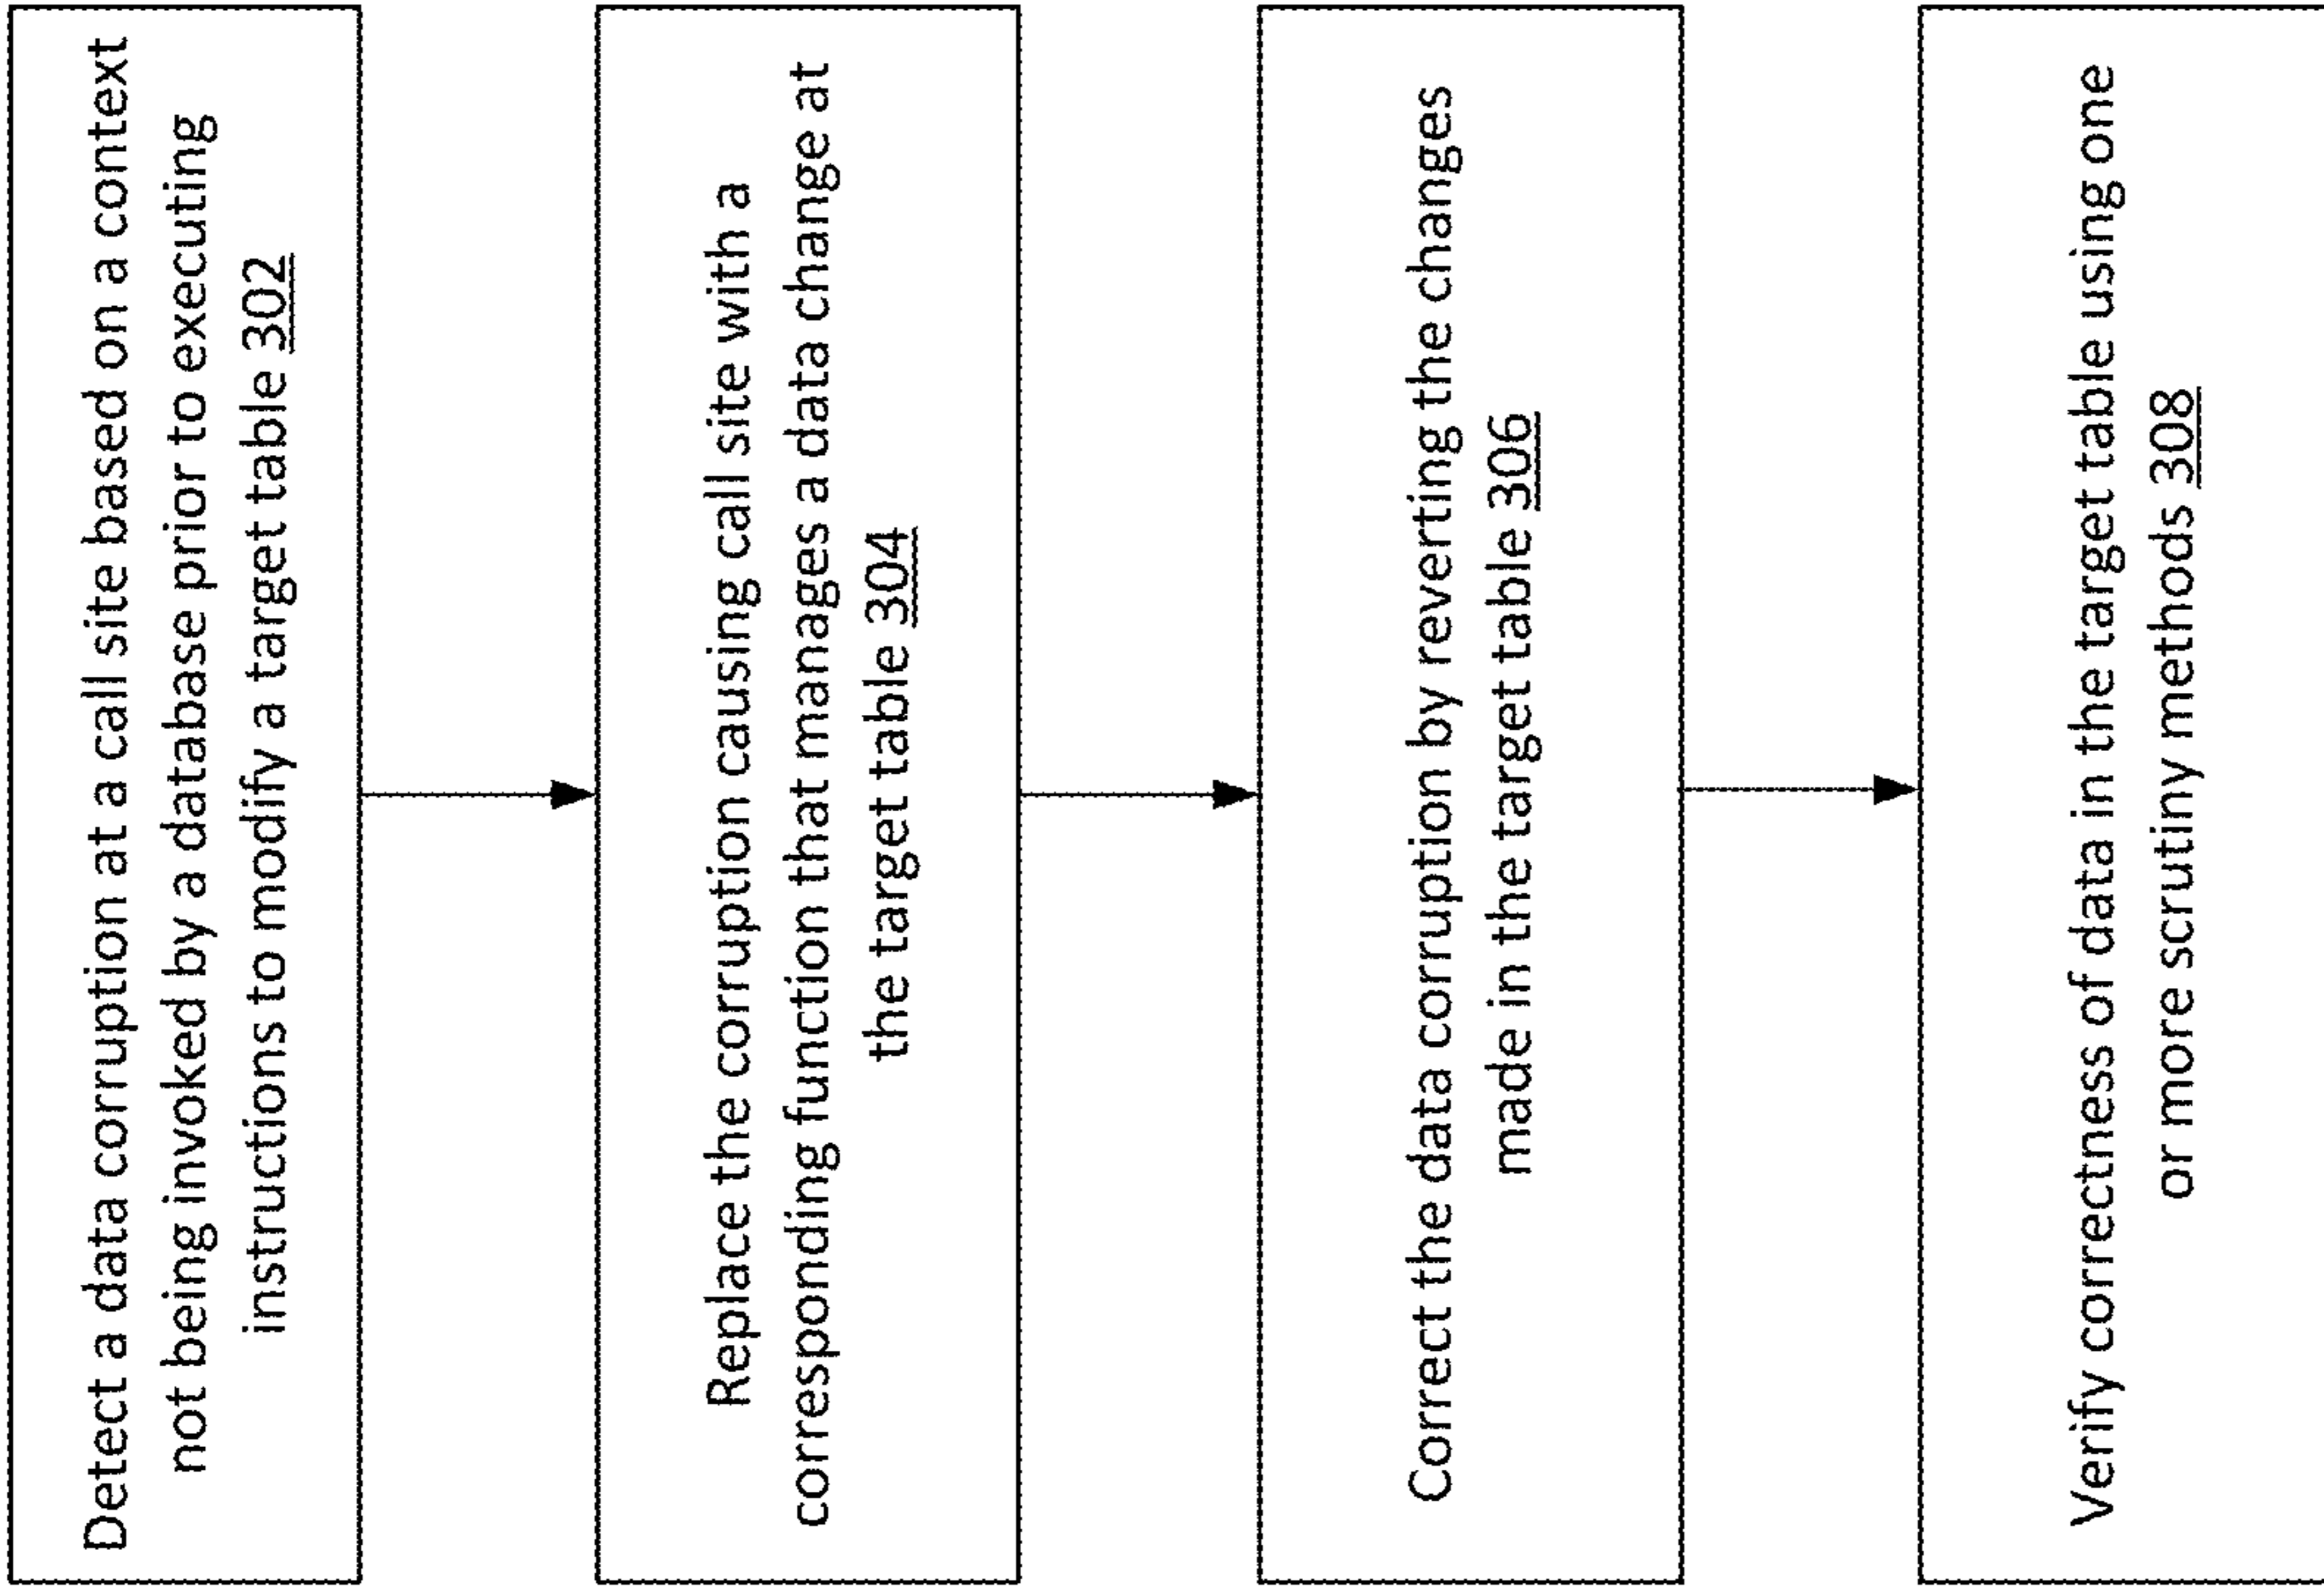 Detect a data corruption at a call site based on a context
not being invoked by a database prior to executing
instructions to modify a target table 302
Replace the corruption causing call site with a
corresponding function that manages a data change at
the target table 304
Correct the data corruption by reverting the changes
made in the target table 306
Verify correctness of data in the target table using one
or more scrutiny methods 308